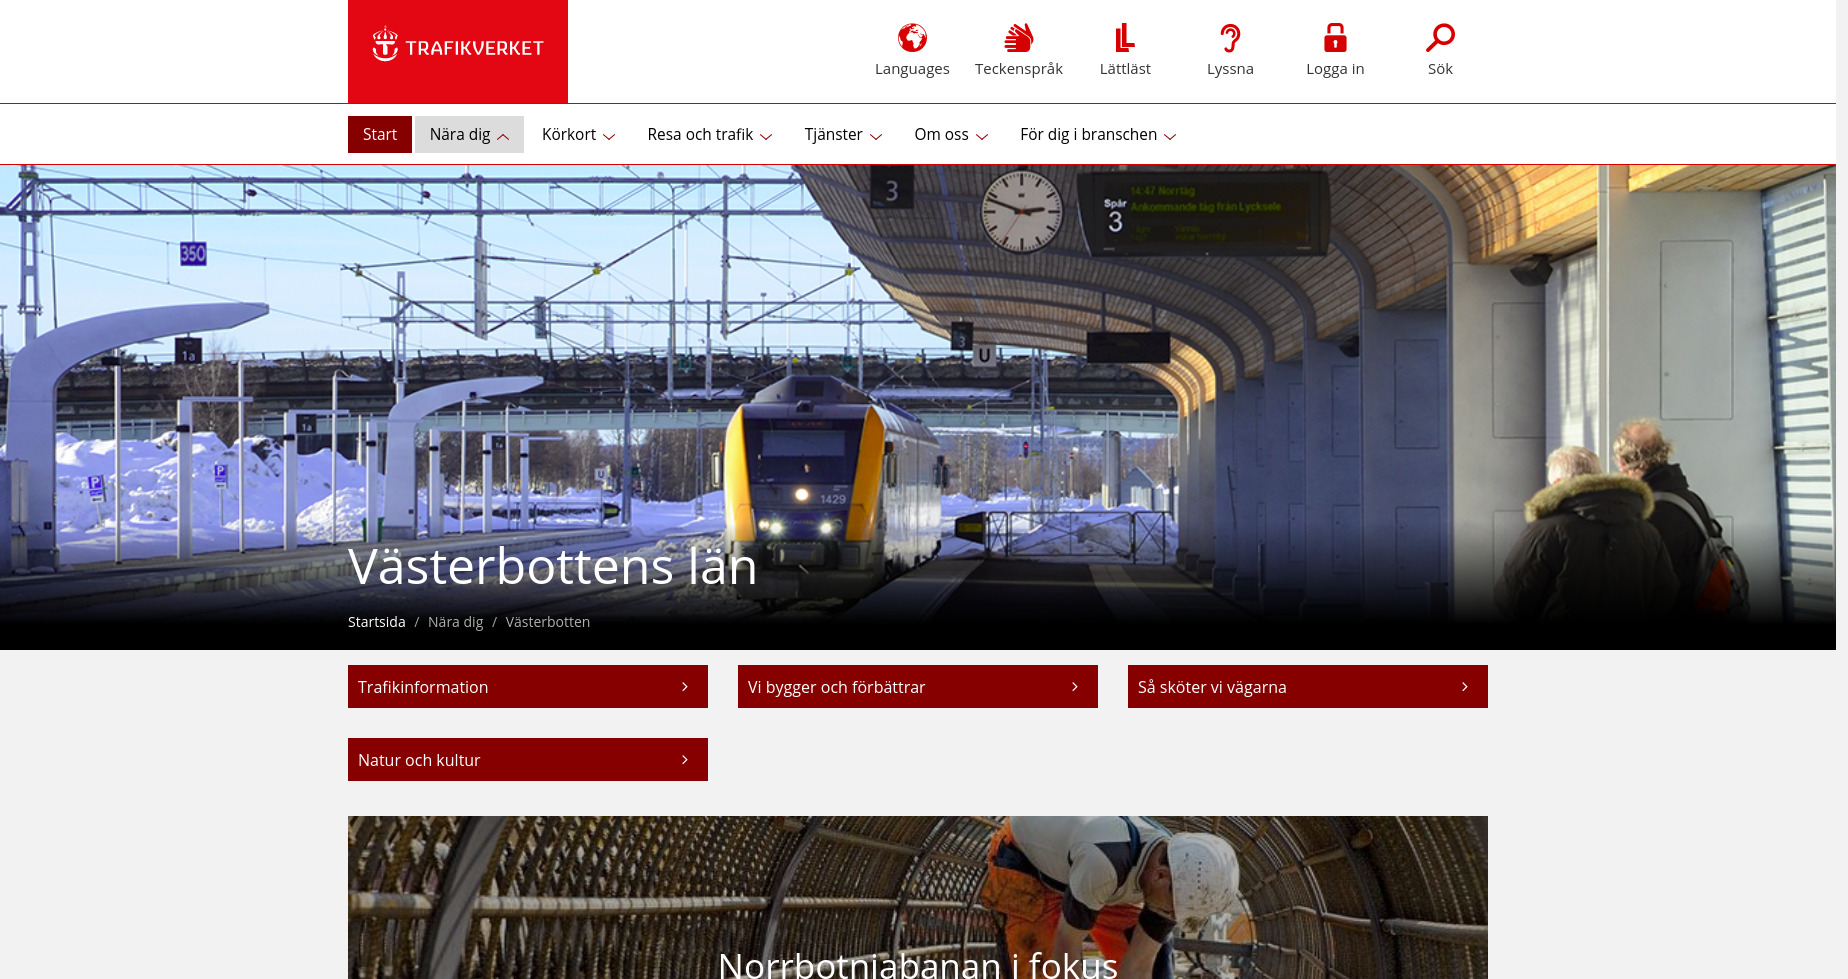 TRAFIKVERKET
Languages
Teckenspråk
Lättläst
Lyssna
Logga in
Sök
Start
Nära dig
Körkort
Resa och trafik
Tjänster
Om oss
För dig i branschen
3
14:47 Norrtåg
Ankommande tåg från Lycksele
Spår
3
350
1a
3
U
1a
1a
U
P
P
1429
Västerbottens län
Startsida / Nära dig / Västerbotten
Trafikinformation
Vi bygger och förbättrar
Så sköter vi vägarna
Natur och kultur
Norrbotniabanan i fokus